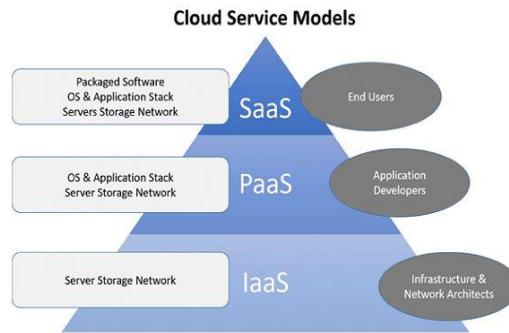 Cloud Service Models
Packaged Software
OS & Application Stack
Servers Storage Network
SaaS
End Users
OS & Application Stack
Server Storage Network
PaaS
Application
Developers
Server Storage Network
IaaS
Infrastructure &
Network Architects